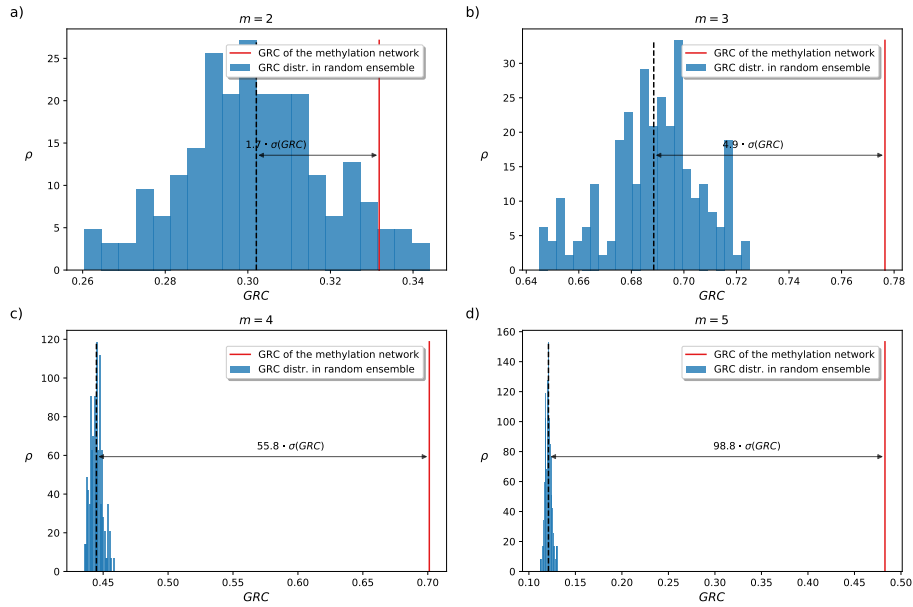 a)
m = 2
GRC of the methylation network
GRC distr. in random ensemble
1.7 • σ(GRC)
ρ
25
20
15
10
5
0
0.26
0.28
0.30
0.32
0.34
GRC
b)
m = 3
GRC of the methylation network
GRC distr. in random ensemble
4.9 • σ(GRC)
ρ
30
25
20
15
10
5
0
0.64
0.66
0.68
0.70
0.72
0.74
0.76
0.78
GRC
c)
m = 4
GRC of the methylation network
GRC distr. in random ensemble
55.8 • σ(GRC)
ρ
120
100
80
60
40
20
0
0.45
0.50
0.55
0.60
0.65
0.70
GRC
d)
m = 5
GRC of the methylation network
GRC distr. in random ensemble
98.8 • σ(GRC)
ρ
160
140
120
100
80
60
40
20
0
0.10
0.15
0.20
0.25
0.30
0.35
0.40
0.45
0.50
GRC